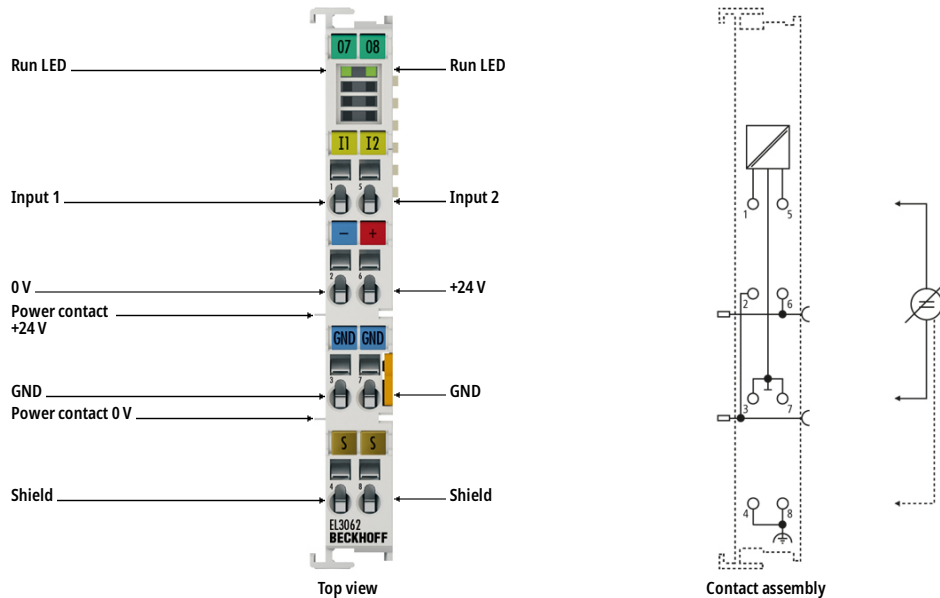 07 08
Run LED
Run LED
I1 I2
1 5
Input 1
Input 2
1 5
− +
2 6
0 V
+24 V
2 6
Power contact
+24 V
GND GND
3 7
GND
GND
3 7
Power contact 0 V
S S
4 8
Shield
Shield
4 8
EL3062
BECKHOFF
Top view
Contact assembly